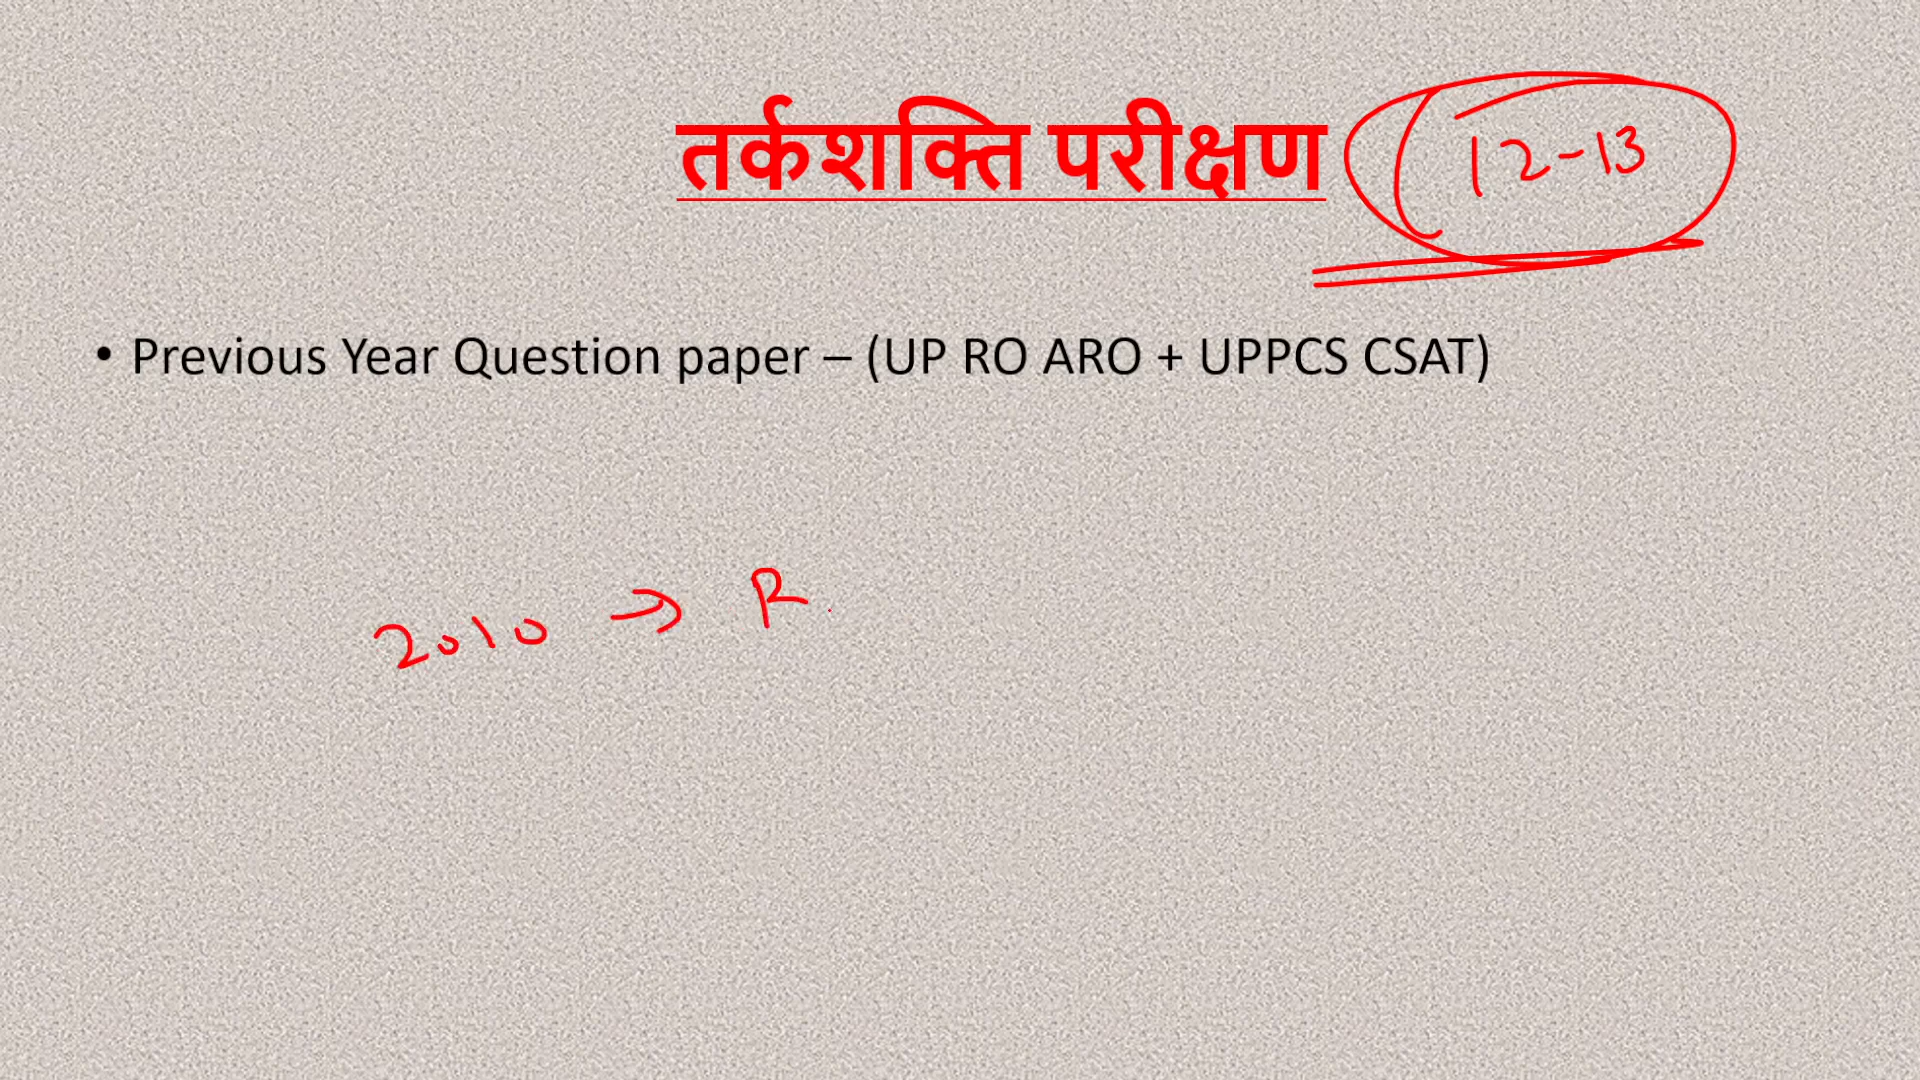 तर्कशक्ति परीक्षण 12-13
• Previous Year Question paper – (UP RO ARO + UPPCS CSAT)
2010 → R